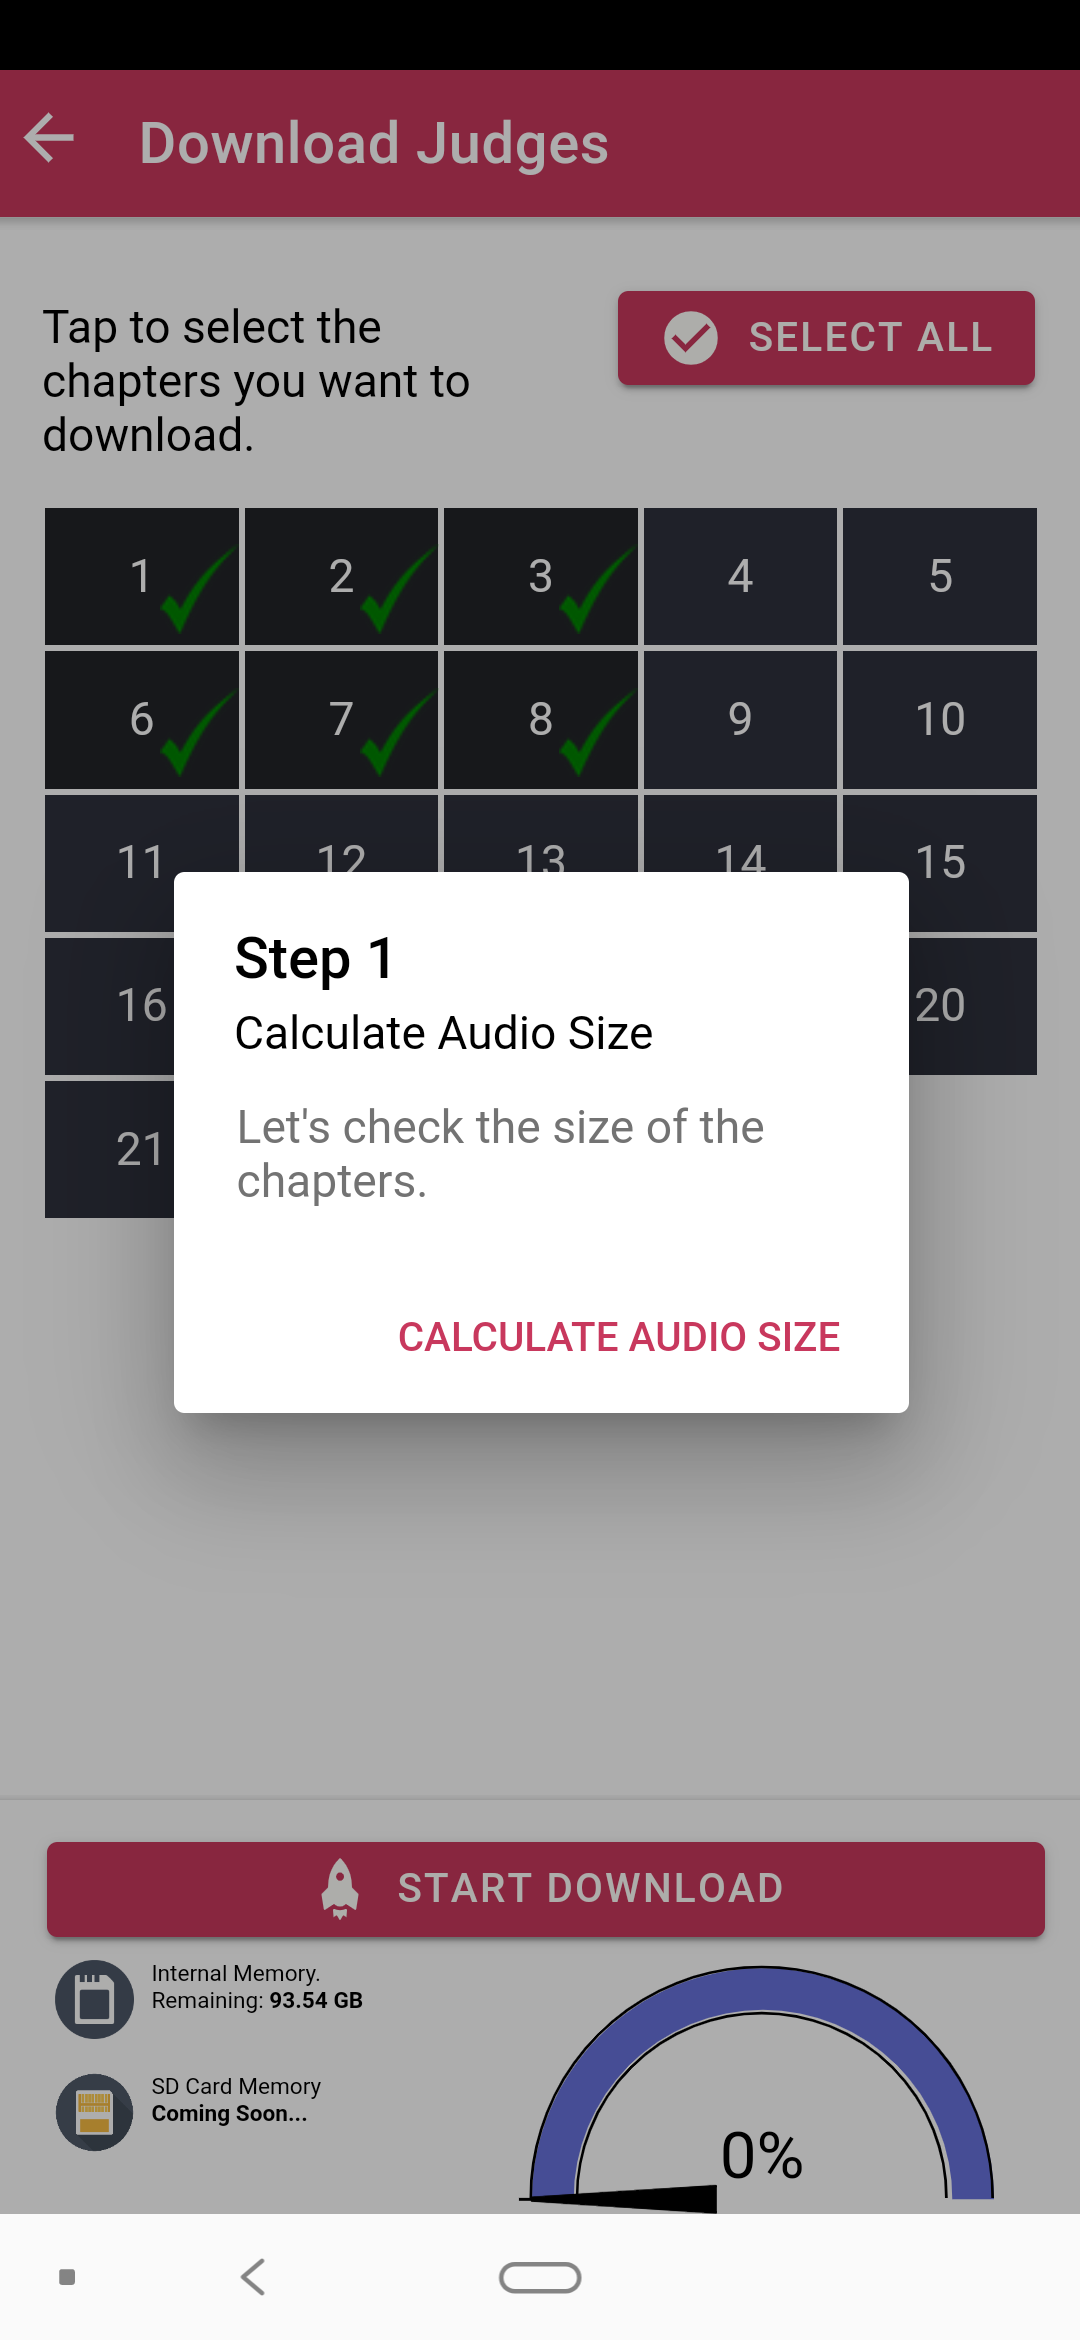 Download Judges
Tap to select the
chapters you want to
download.
SELECT ALL
1 2 3 4 5
6 7 8 9 10
11 12 13 14 15
16 20
21
Step 1
Calculate Audio Size
Let's check the size of the
chapters.
CALCULATE AUDIO SIZE
START DOWNLOAD
Internal Memory.
Remaining: 93.54 GB
SD Card Memory
Coming Soon...
0%